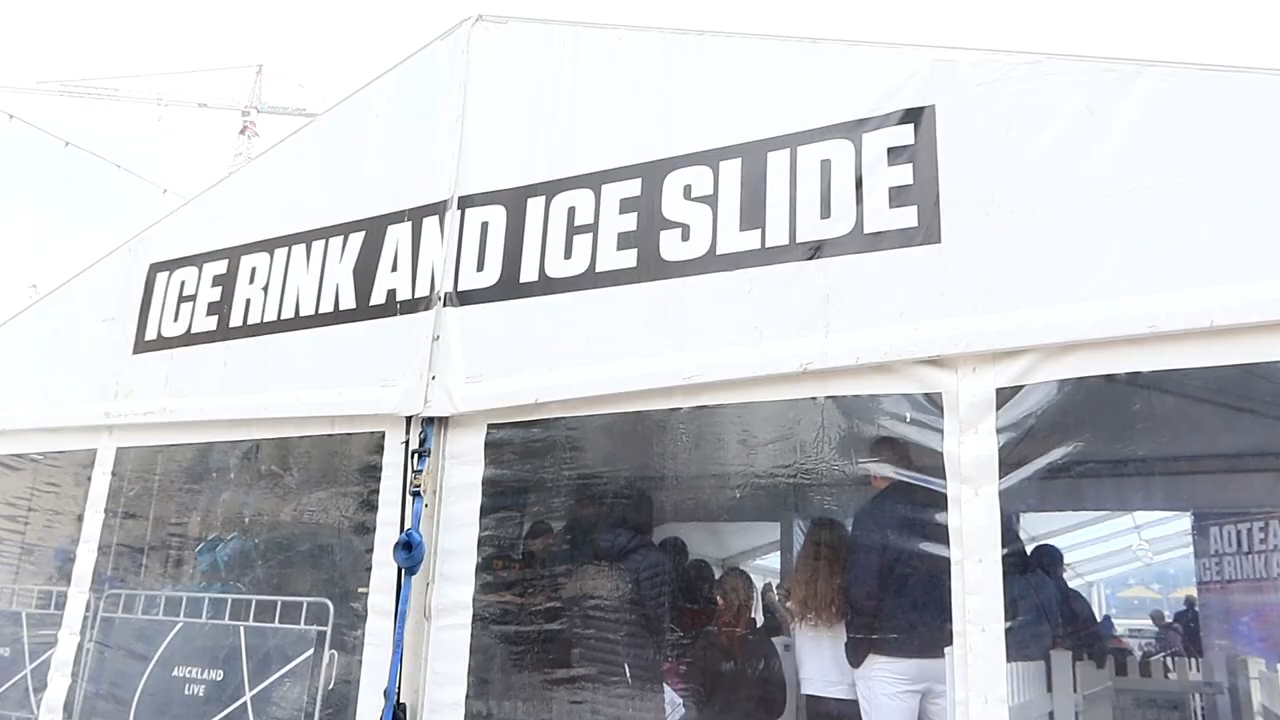 ICE RINK AND ICE SLIDE
AUCKLAND
LIVE
AOTEA
ICE RINK